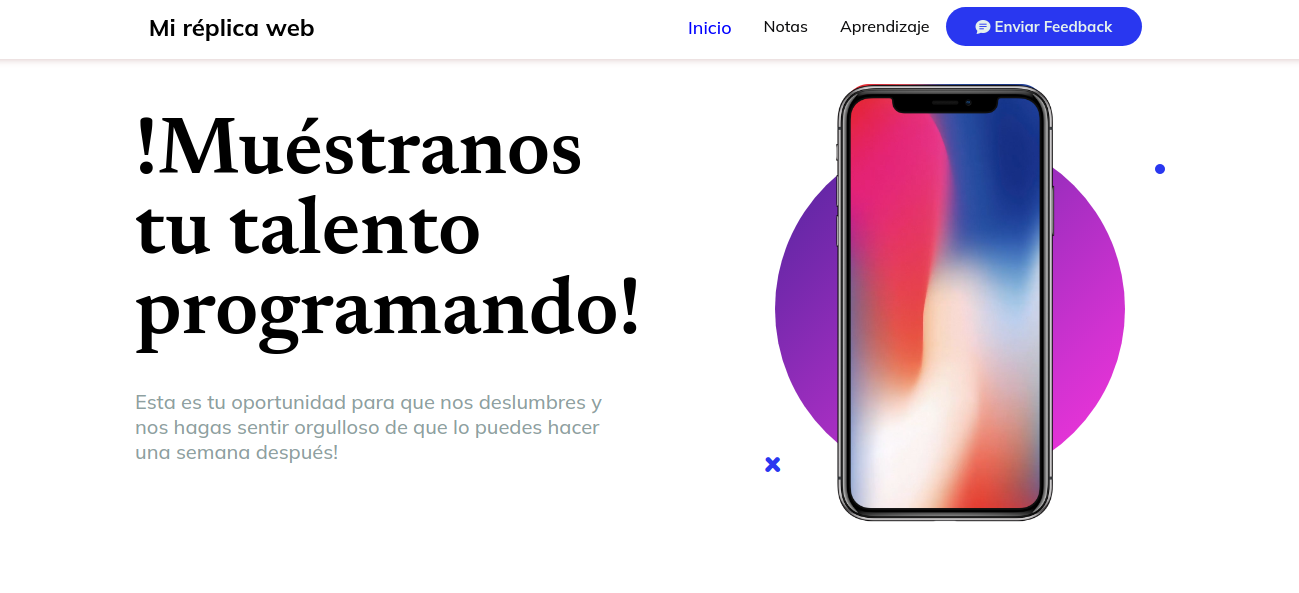 Mi réplica web
Inicio
Notas
Aprendizaje
Enviar Feedback
!Muéstranos
tu talento
programando!
Esta es tu oportunidad para que nos deslumbres y
nos hagas sentir orgulloso de que lo puedes hacer
una semana después!